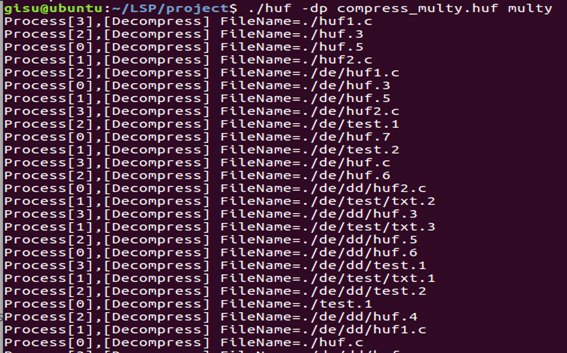 gisu@ubuntu:~/LSP/project$ ./huf -dp compress_multy.huf multy
Process[3],[Decompress] FileName=./huf1.c
Process[2],[Decompress] FileName=./huf.3
Process[0],[Decompress] FileName=./huf.5
Process[1],[Decompress] FileName=./huf2.c
Process[2],[Decompress] FileName=./de/huf1.c
Process[0],[Decompress] FileName=./de/huf.3
Process[1],[Decompress] FileName=./de/huf.5
Process[3],[Decompress] FileName=./de/huf2.c
Process[2],[Decompress] FileName=./de/test.1
Process[0],[Decompress] FileName=./de/huf.7
Process[1],[Decompress] FileName=./de/test.2
Process[3],[Decompress] FileName=./de/huf.c
Process[2],[Decompress] FileName=./de/huf.6
Process[0],[Decompress] FileName=./de/dd/huf2.c
Process[1],[Decompress] FileName=./de/test/txt.2
Process[3],[Decompress] FileName=./de/dd/huf.3
Process[1],[Decompress] FileName=./de/test/txt.3
Process[2],[Decompress] FileName=./de/dd/huf.5
Process[0],[Decompress] FileName=./de/dd/huf.6
Process[3],[Decompress] FileName=./de/dd/test.1
Process[1],[Decompress] FileName=./de/test/txt.1
Process[2],[Decompress] FileName=./de/dd/test.2
Process[0],[Decompress] FileName=./test.1
Process[2],[Decompress] FileName=./de/dd/huf.4
Process[1],[Decompress] FileName=./de/dd/huf1.c
Process[0],[Decompress] FileName=./huf.c